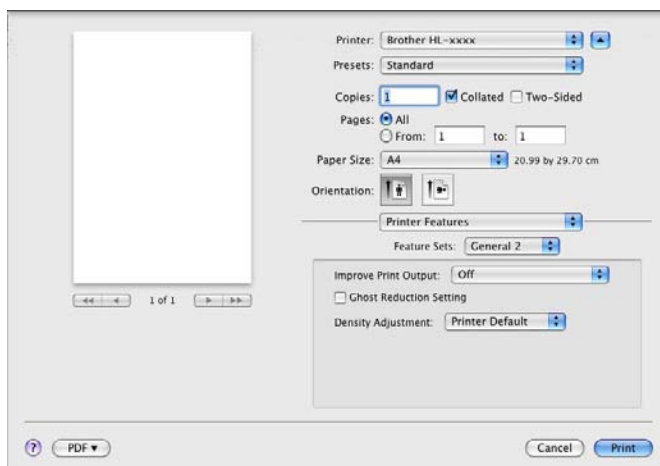 Printer: Brother HL-xxxx
Presets: Standard
Copies: 1 Collated Two-Sided
Pages: All
From: 1 to: 1
Paper Size: A4 20.99 by 29.70 cm
Orientation:
Printer Features
Feature Sets: General 2
Improve Print Output: Off
Ghost Reduction Setting
Density Adjustment: Printer Default
1 of 1
? PDF Cancel Print